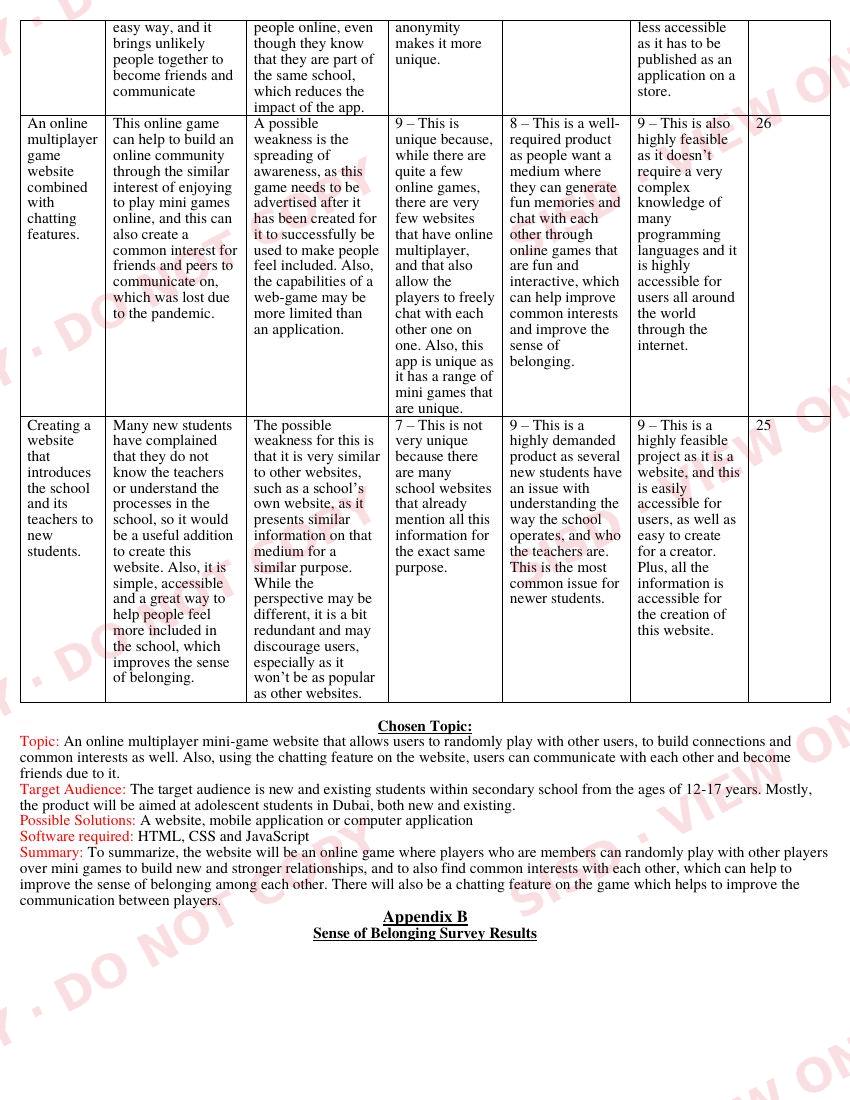 easy way, and it
brings unlikely
people together to
become friends and
communicate
people online, even
though they know
that they are part of
the same school,
which reduces the
impact of the app.
anonymity
makes it more
unique.
less accessible
as it has to be
published as an
application on a
store.
An online
multiplayer
game
website
combined
with
chatting
features.
This online game
can help to build an
online community
through the similar
interest of enjoying
to play mini games
online, and this can
also create a
common interest for
friends and peers to
communicate on,
which was lost due
to the pandemic.
A possible
weakness is the
spreading of
awareness, as this
game needs to be
advertised after it
has been created for
it to successfully be
used to make people
feel included. Also,
the capabilities of a
web-game may be
more limited than
an application.
9 – This is
unique because,
while there are
quite a few
online games,
there are very
few websites
that have online
multiplayer,
and that also
allow the
players to freely
chat with each
other one on
one. Also, this
app is unique as
it has a range of
mini games that
are unique.
8 – This is a well-
required product
as people want a
medium where
they can generate
fun memories and
chat with each
other through
online games that
are fun and
interactive, which
can help improve
common interests
and improve the
sense of
belonging.
9 – This is also
highly feasible
as it doesn't
require a very
complex
knowledge of
many
programming
languages and it
is highly
accessible for
users all around
the world
through the
internet.
26
Creating a
website
that
introduces
the school
and its
teachers to
new
students.
Many new students
have complained
that they do not
know the teachers
or understand the
processes in the
school, so it would
be a useful addition
to create this
website. Also, it is
simple, accessible
and a great way to
help people feel
more included in
the school, which
improves the sense
of belonging.
The possible
weakness for this is
that it is very similar
to other websites,
such as a school's
own website, as it
presents similar
information on that
medium for a
similar purpose.
While the
perspective may be
different, it is a bit
redundant and may
discourage users,
especially as it
won't be as popular
as other websites.
7 – This is not
very unique
because there
are many
school websites
that already
mention all this
information for
the exact same
purpose.
9 – This is a
highly demanded
product as several
new students have
an issue with
understanding the
way the school
operates, and who
the teachers are.
This is the most
common issue for
newer students.
9 – This is a
highly feasible
project as it is a
website, and this
is easily
accessible for
users, as well as
easy to create
for a creator.
Plus, all the
information is
accessible for
the creation of
this website.
25
Chosen Topic:
Topic: An online multiplayer mini-game website that allows users to randomly play with other users, to build connections and
common interests as well. Also, using the chatting feature on the website, users can communicate with each other and become
friends due to it.
Target Audience: The target audience is new and existing students within secondary school from the ages of 12-17 years. Mostly,
the product will be aimed at adolescent students in Dubai, both new and existing.
Possible Solutions: A website, mobile application or computer application
Software required: HTML, CSS and JavaScript
Summary: To summarize, the website will be an online game where players who are members can randomly play with other players
over mini games to build new and stronger relationships, and to also find common interests with each other, which can help to
improve the sense of belonging among each other. There will also be a chatting feature on the game which helps to improve the
communication between players.
Appendix B
Sense of Belonging Survey Results
Y · DO NOT COPY
SISD · VIEW ON
Y · DO NOT COPY
SISD · VIEW ON
Y · DO NOT COPY
SISD · VIEW ON
VIEW ON